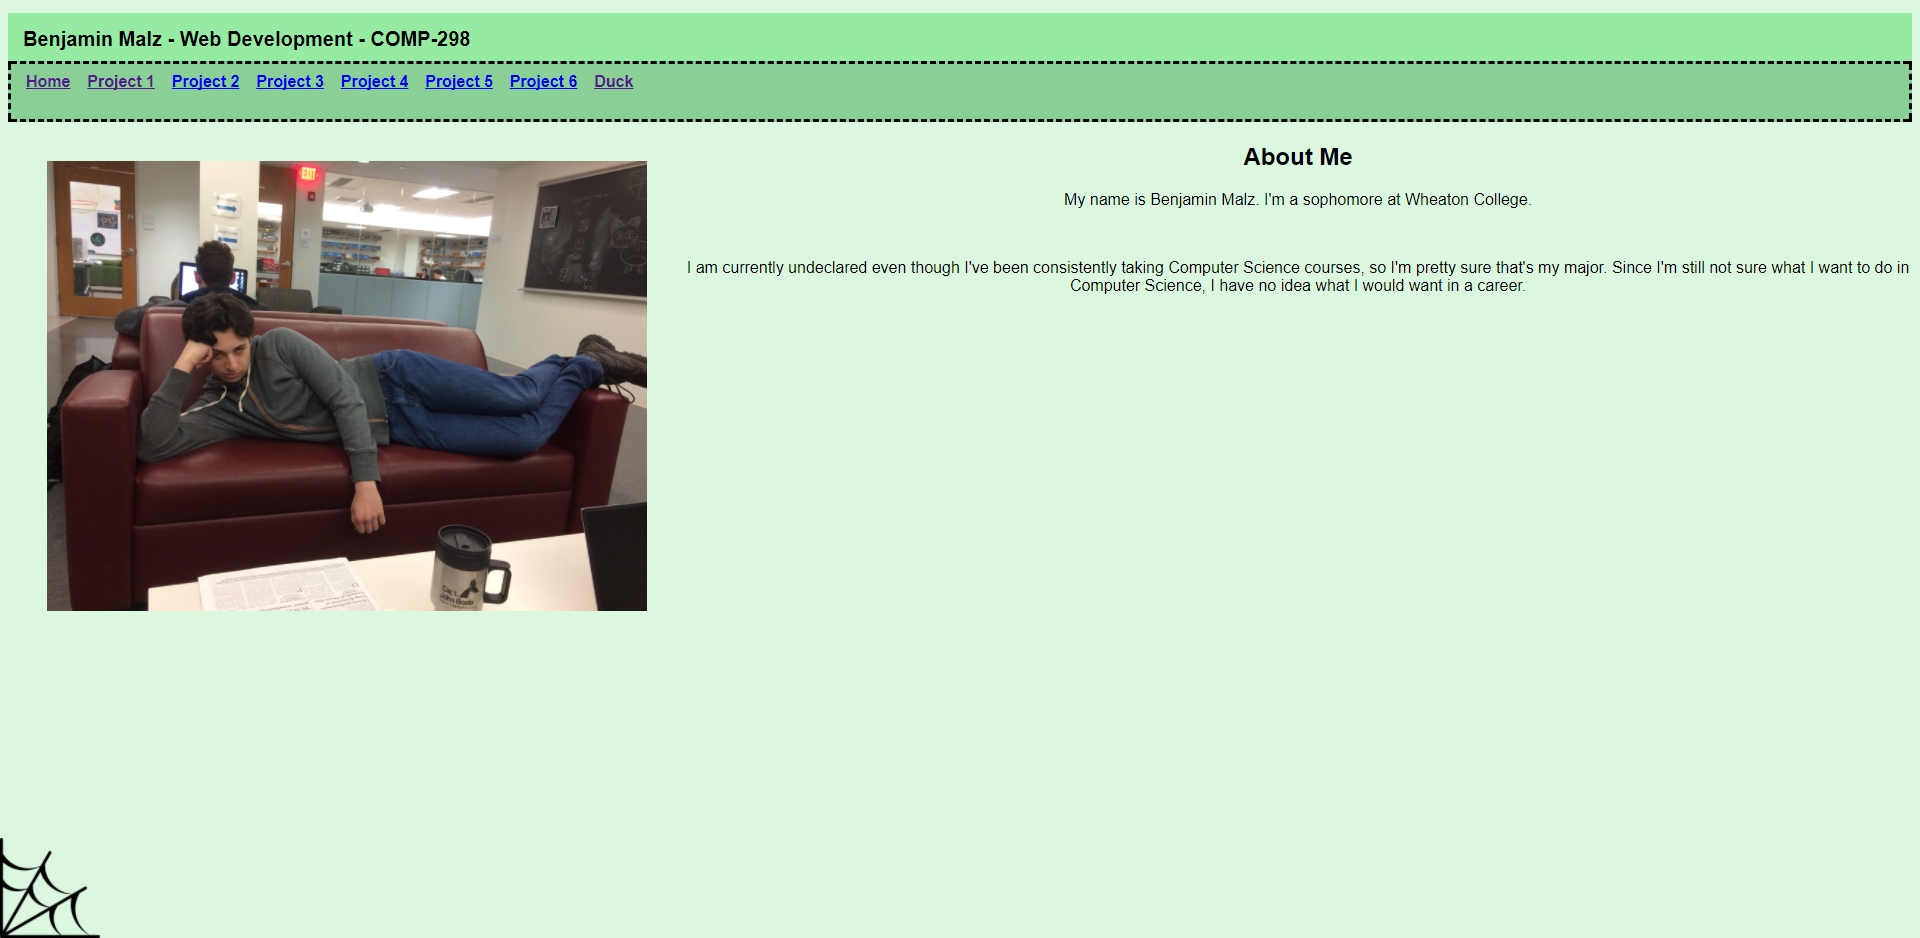 Benjamin Malz - Web Development - COMP-298
Home Project 1 Project 2 Project 3 Project 4 Project 5 Project 6 Duck
About Me
My name is Benjamin Malz. I'm a sophomore at Wheaton College.
I am currently undeclared even though I've been consistently taking Computer Science courses, so I'm pretty sure that's my major. Since I'm still not sure what I want to do in
Computer Science, I have no idea what I would want in a career.
EXIT